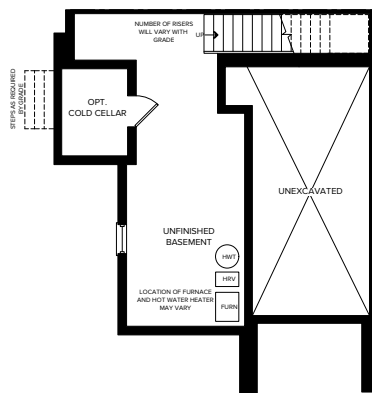 NUMBER OF RISERS
WILL VARY WITH
GRADE
UP
STEPS AS REQUIRED
BY GRADE
OPT.
COLD CELLAR
UNEXCAVATED
UNFINISHED
BASEMENT
HWT
HRV
LOCATION OF FURNACE
AND HOT WATER HEATER
MAY VARY
FURN